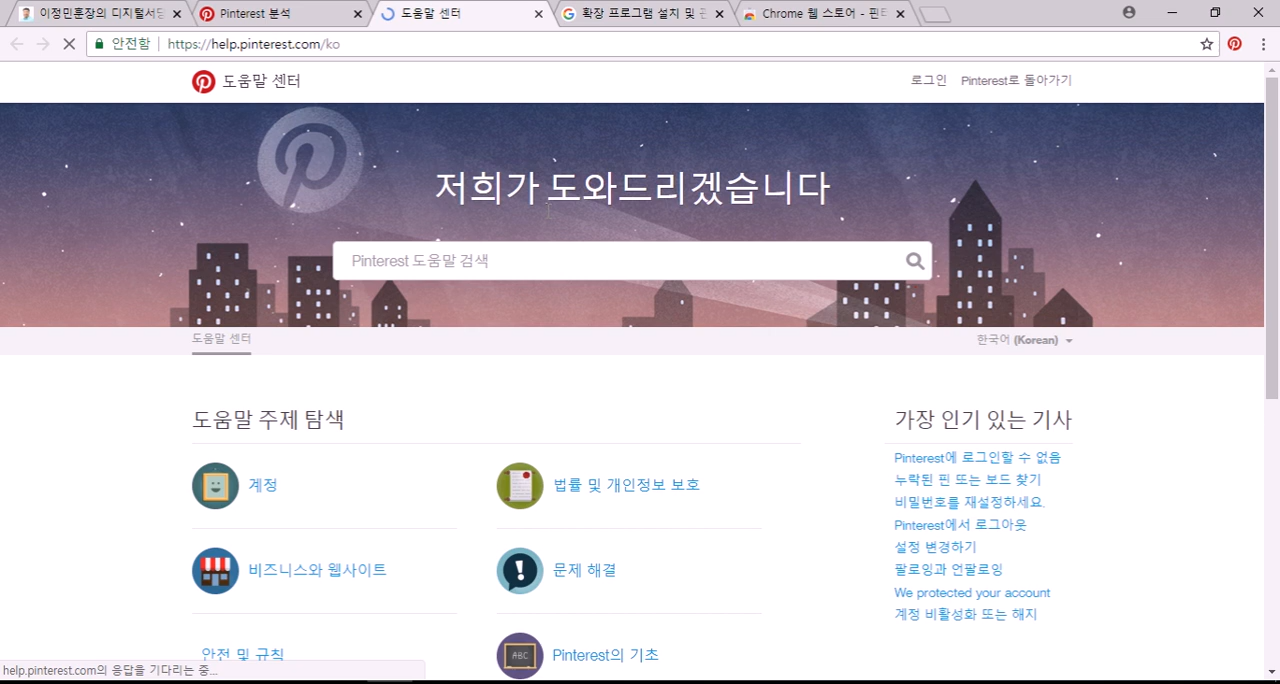 이정민훈장의 디지털서당
Pinterest 분석
도움말 센터
확장 프로그램 설치 및 관
Chrome 웹 스토어 - 핀터
안전함
https://help.pinterest.com/ko
도움말 센터
로그인
Pinterest로 돌아가기
저희가 도와드리겠습니다
Pinterest 도움말 검색
도움말 센터
한국어 (Korean)
도움말 주제 탐색
가장 인기 있는 기사
계정
법률 및 개인정보 보호
비즈니스와 웹사이트
문제 해결
안전 및 규칙
ABC
Pinterest의 기초
Pinterest에 로그인할 수 없음
누락된 핀 또는 보드 찾기
비밀번호를 재설정하세요.
Pinterest에서 로그아웃
설정 변경하기
팔로잉과 언팔로잉
We protected your account
계정 비활성화 또는 해지
help.pinterest.com의 응답을 기다리는 중...